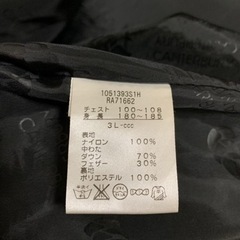 1051393S1H
RA71662
チェスト 100～108
身 長 180～185
3L-ccc
表地
ナイロン 100%
中わた
ダウン 70%
フェザー 30%
裏地
ポリエステル 100%